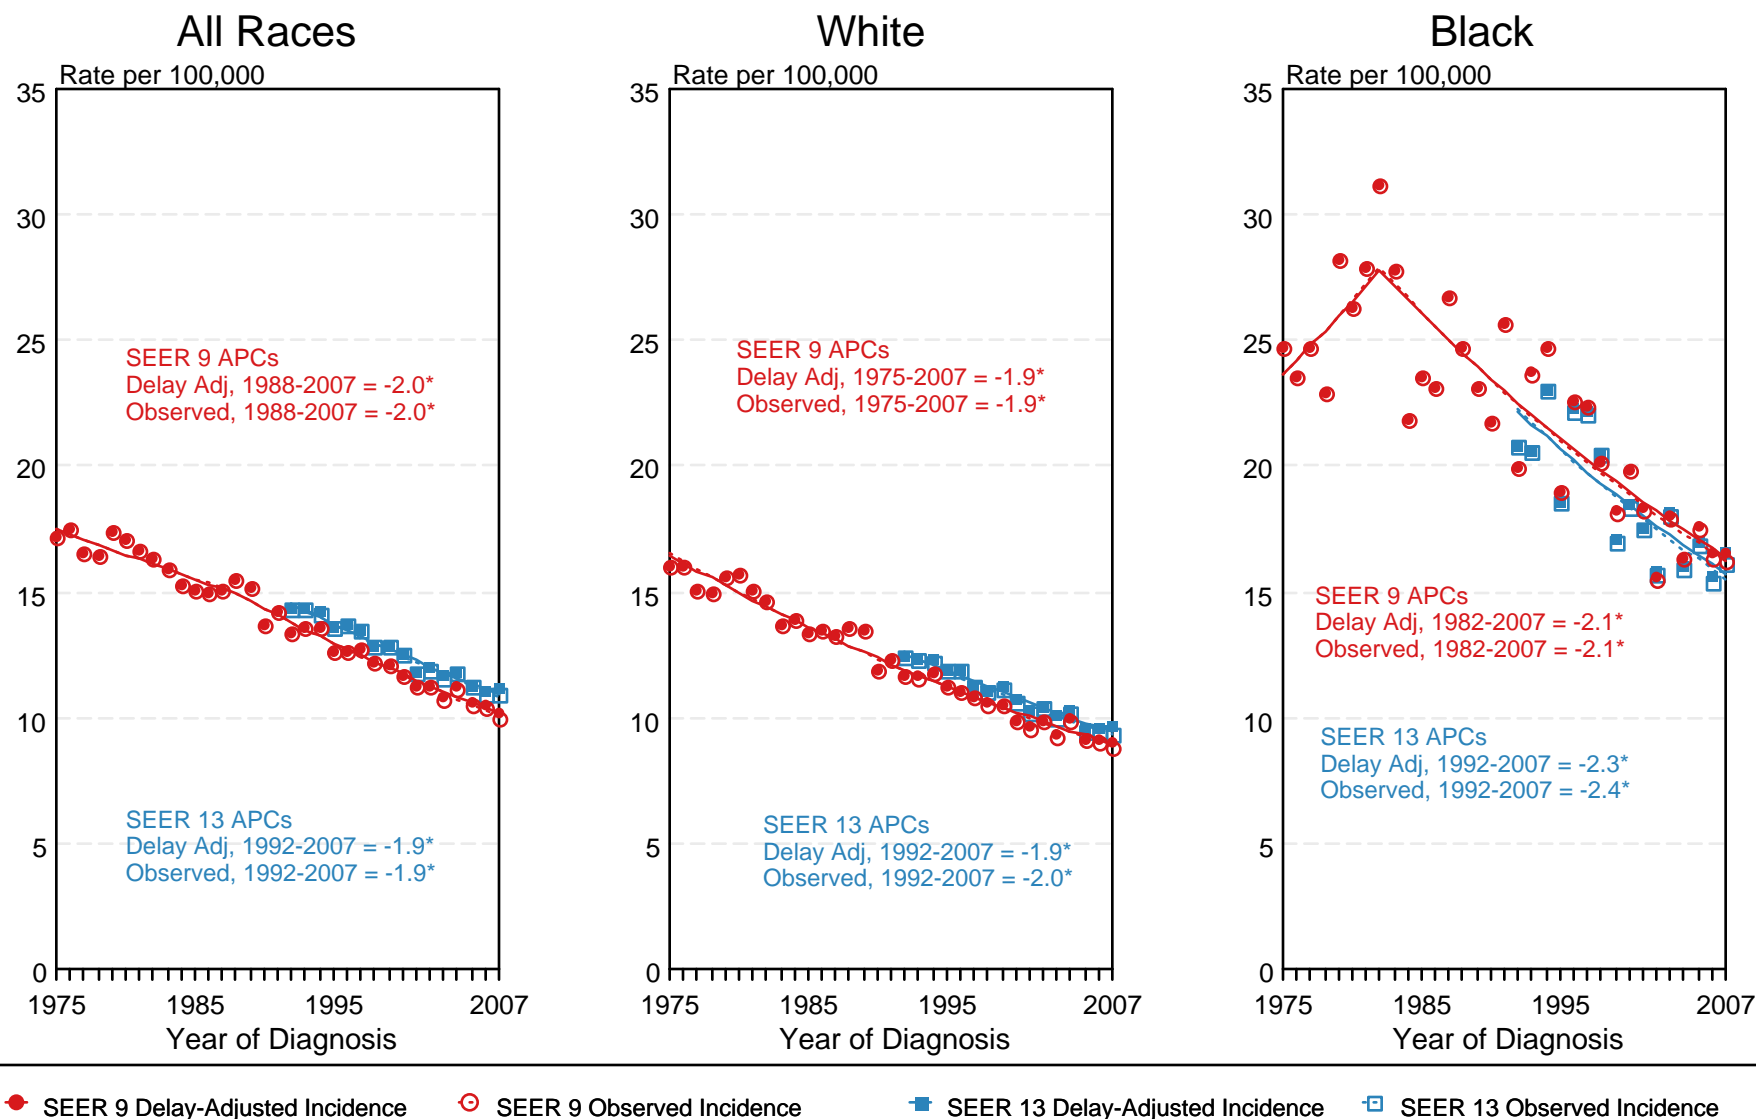 All Races
Rate per 100,000
35
30
25
20
15
10
5
0
SEER 9 APCs
Delay Adj, 1988-2007 = -2.0*
Observed, 1988-2007 = -2.0*
SEER 13 APCs
Delay Adj, 1992-2007 = -1.9*
Observed, 1992-2007 = -1.9*
1975 1985 1995 2007
Year of Diagnosis
White
Rate per 100,000
35
30
25
20
15
10
5
0
SEER 9 APCs
Delay Adj, 1975-2007 = -1.9*
Observed, 1975-2007 = -1.9*
SEER 13 APCs
Delay Adj, 1992-2007 = -1.9*
Observed, 1992-2007 = -2.0*
1975 1985 1995 2007
Year of Diagnosis
Black
Rate per 100,000
35
30
25
20
15
10
5
0
SEER 9 APCs
Delay Adj, 1982-2007 = -2.1*
Observed, 1982-2007 = -2.1*
SEER 13 APCs
Delay Adj, 1992-2007 = -2.3*
Observed, 1992-2007 = -2.4*
1975 1985 1995 2007
Year of Diagnosis
SEER 9 Delay-Adjusted Incidence
SEER 9 Observed Incidence
SEER 13 Delay-Adjusted Incidence
SEER 13 Observed Incidence